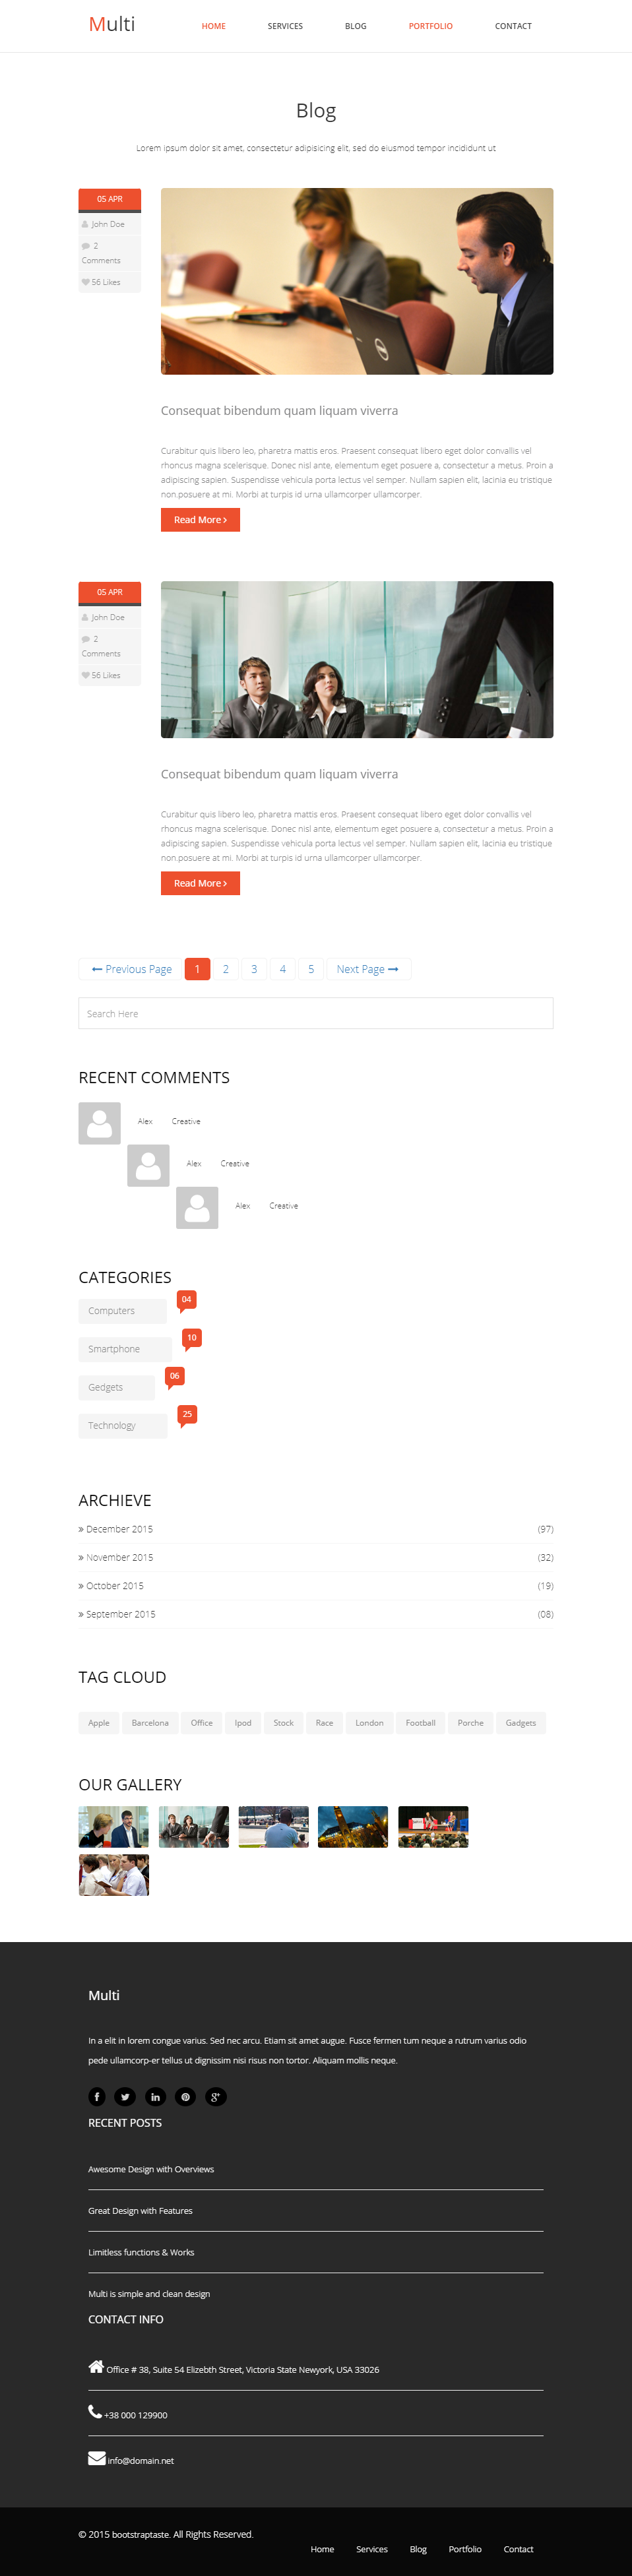 Multi
HOME SERVICES BLOG PORTFOLIO CONTACT
Blog
Lorem ipsum dolor sit amet, consectetur adipisicing elit, sed do eiusmod tempor incididunt ut
05 APR
John Doe
2
Comments
56 Likes
Consequat bibendum quam liquam viverra
Curabitur quis libero leo, pharetra mattis eros. Praesent consequat libero eget dolor convallis vel
rhoncus magna scelerisque. Donec nisl ante, elementum eget posuere a, consectetur a metus. Proin a
adipiscing sapien. Suspendisse vehicula porta lectus vel semper. Nullam sapien elit, lacinia eu tristique
non.posuere at mi. Morbi at turpis id urna ullamcorper ullamcorper.
Read More
05 APR
John Doe
2
Comments
56 Likes
Consequat bibendum quam liquam viverra
Curabitur quis libero leo, pharetra mattis eros. Praesent consequat libero eget dolor convallis vel
rhoncus magna scelerisque. Donec nisl ante, elementum eget posuere a, consectetur a metus. Proin a
adipiscing sapien. Suspendisse vehicula porta lectus vel semper. Nullam sapien elit, lacinia eu tristique
non.posuere at mi. Morbi at turpis id urna ullamcorper ullamcorper.
Read More
Previous Page 1 2 3 4 5 Next Page
Search Here
RECENT COMMENTS
Alex Creative
Alex Creative
Alex Creative
CATEGORIES
Computers 04
Smartphone 10
Gedgets 06
Technology 25
ARCHIEVE
» December 2015 (97)
» November 2015 (32)
» October 2015 (19)
» September 2015 (08)
TAG CLOUD
Apple Barcelona Office Ipod Stock Race London Football Porche Gadgets
OUR GALLERY
Multi
In a elit in lorem congue varius. Sed nec arcu. Etiam sit amet augue. Fusce fermen tum neque a rutrum varius odio
pede ullamcorp-er tellus ut dignissim nisi risus non tortor. Aliquam mollis neque.
RECENT POSTS
Awesome Design with Overviews
Great Design with Features
Limitless functions & Works
Multi is simple and clean design
CONTACT INFO
Office # 38, Suite 54 Elizebth Street, Victoria State Newyork, USA 33026
+38 000 129900
info@domain.net
© 2015 bootstraptaste. All Rights Reserved.
Home Services Blog Portfolio Contact